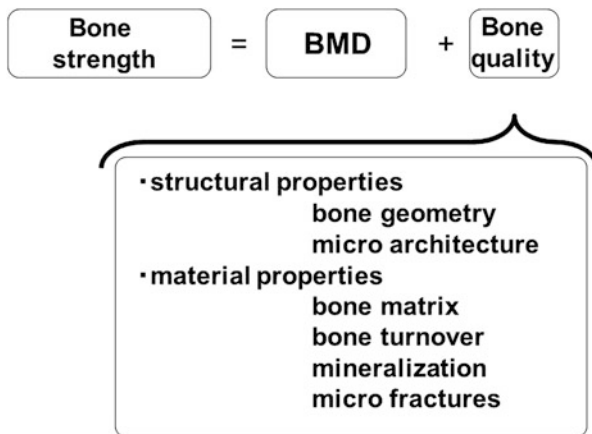 Bone
strength
=
BMD
+
Bone
quality
・structural properties
bone geometry
micro architecture
・material properties
bone matrix
bone turnover
mineralization
micro fractures